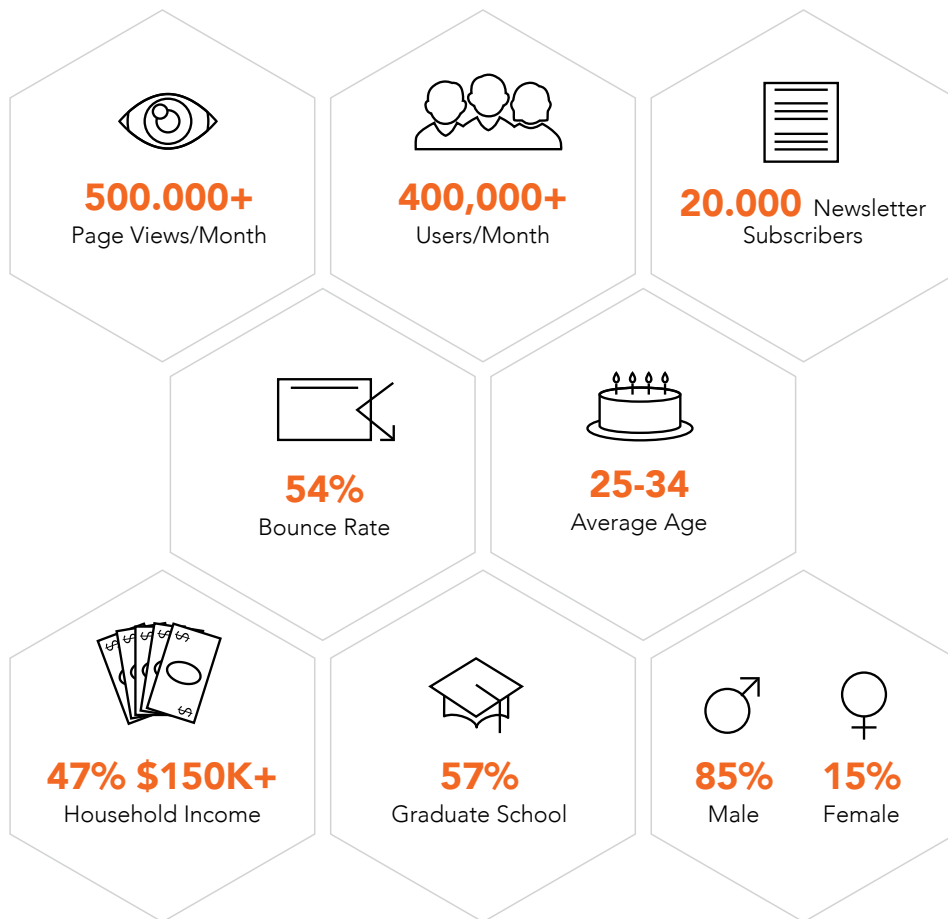 500.000+
Page Views/Month
400,000+
Users/Month
20.000 Newsletter
Subscribers
54%
Bounce Rate
25-34
Average Age
47% $150K+
Household Income
57%
Graduate School
85%
Male
15%
Female